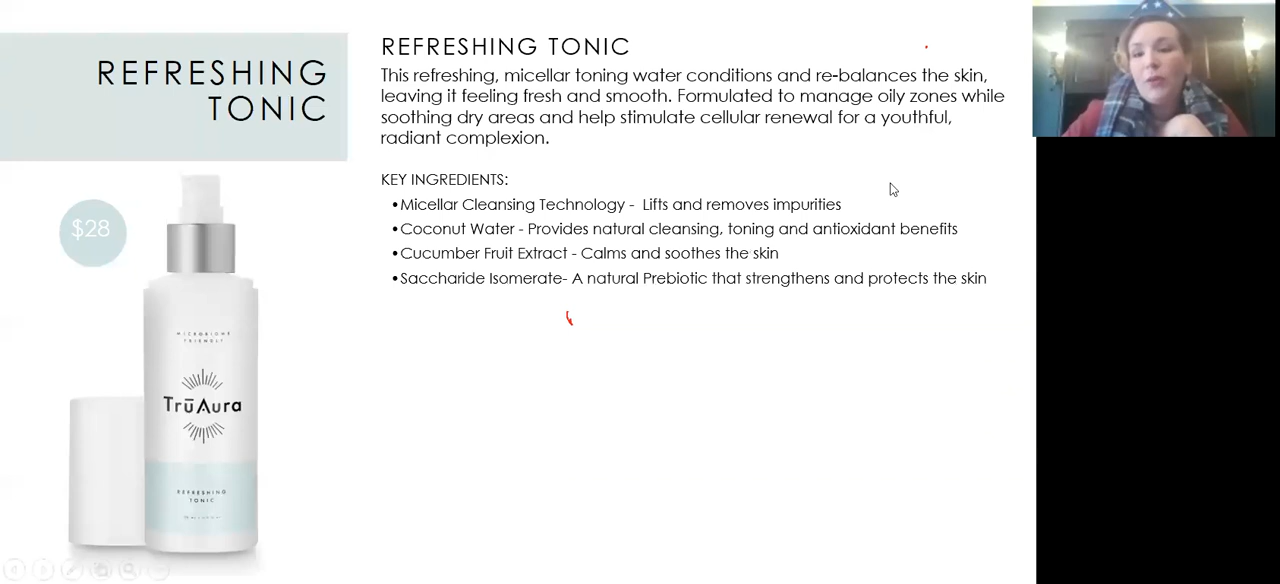 REFRESHING
TONIC
$28
MICROBIOME
FRIENDLY
TrūAura
REFRESHING
TONIC
REFRESHING TONIC
This refreshing, micellar toning water conditions and re-balances the skin,
leaving it feeling fresh and smooth. Formulated to manage oily zones while
soothing dry areas and help stimulate cellular renewal for a youthful,
radiant complexion.
KEY INGREDIENTS:
•Micellar Cleansing Technology - Lifts and removes impurities
•Coconut Water - Provides natural cleansing, toning and antioxidant benefits
•Cucumber Fruit Extract - Calms and soothes the skin
•Saccharide Isomerate- A natural Prebiotic that strengthens and protects the skin